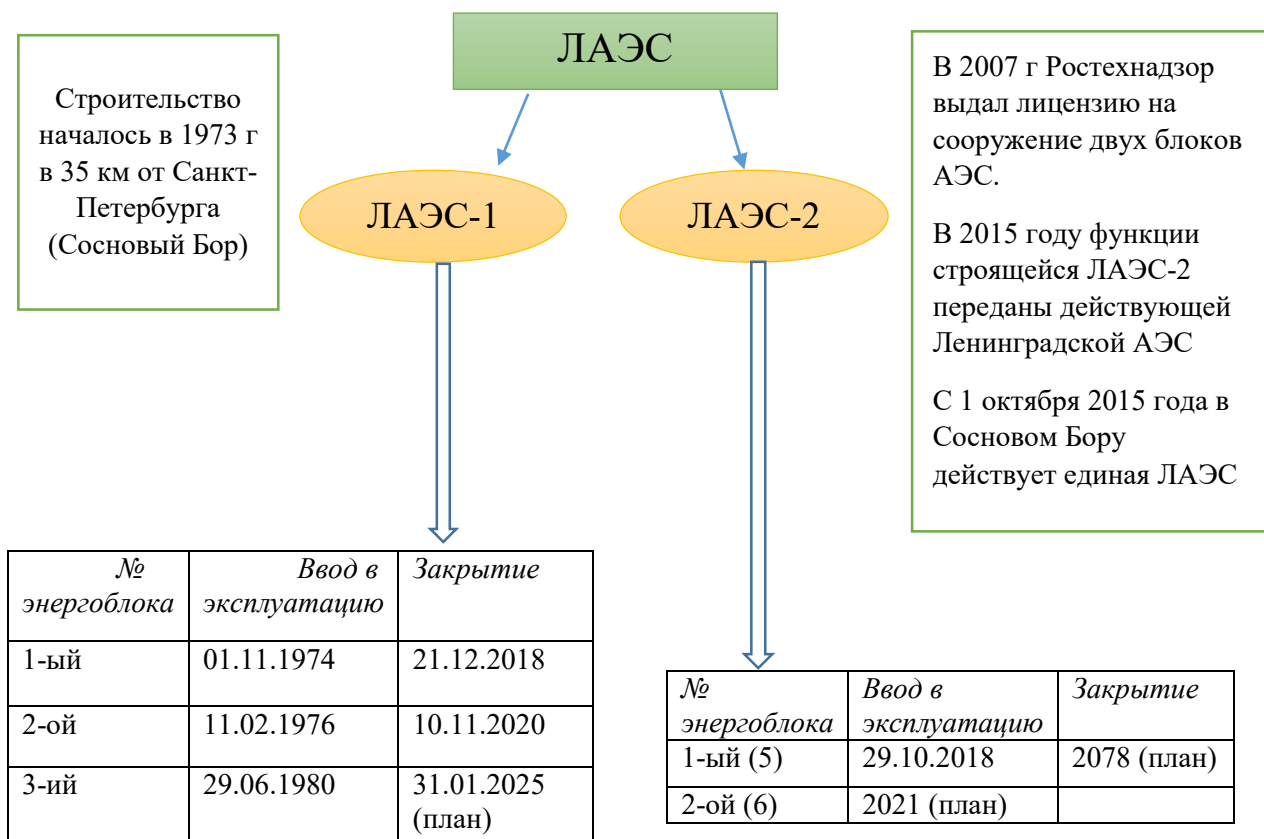 ЛАЭС
Строительство
началось в 1973 г
в 35 км от Санкт-
Петербурга
(Сосновый Бор)
ЛАЭС-1
ЛАЭС-2
В 2007 г Ростехнадзор
выдал лицензию на
сооружение двух блоков
АЭС.
В 2015 году функции
строящейся ЛАЭС-2
переданы действующей
Ленинградской АЭС
С 1 октября 2015 года в
Сосновом Бору
действует единая ЛАЭС
№ Ввод в Закрытие
энергоблока эксплуатацию
1-ый 01.11.1974 21.12.2018
2-ой 11.02.1976 10.11.2020
3-ий 29.06.1980 31.01.2025
(план)
№ Ввод в Закрытие
энергоблока эксплуатацию
1-ый (5) 29.10.2018 2078 (план)
2-ой (6) 2021 (план)